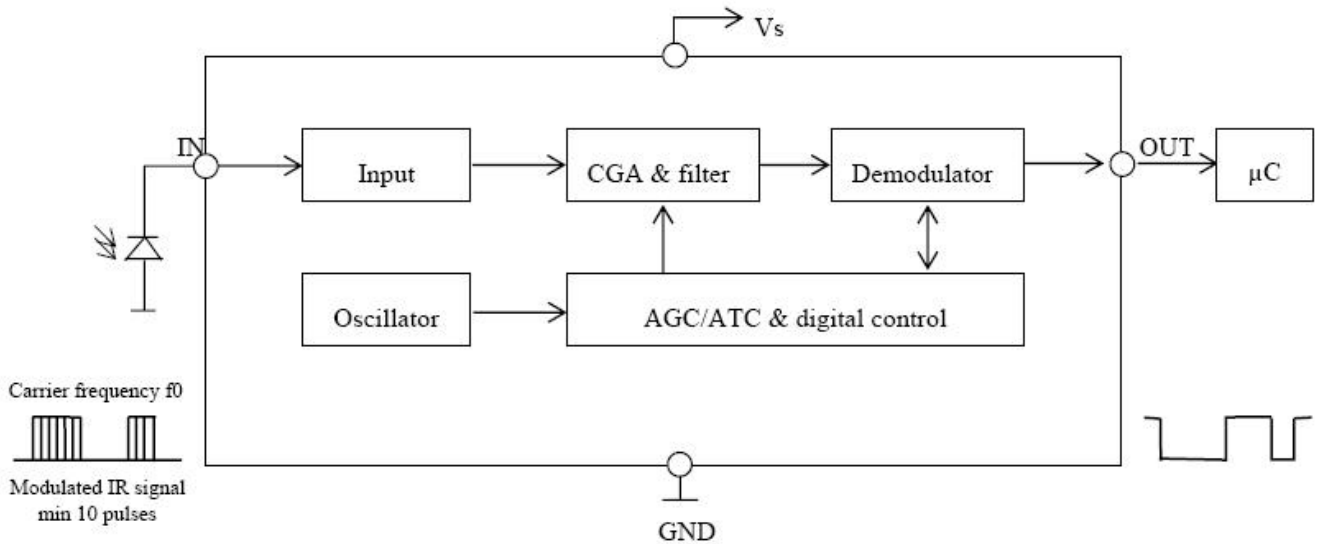 Vs
IN
Input
CGA & filter
Demodulator
OUT
µC
Oscillator
AGC/ATC & digital control
Carrier frequency f0
Modulated IR signal
min 10 pulses
GND